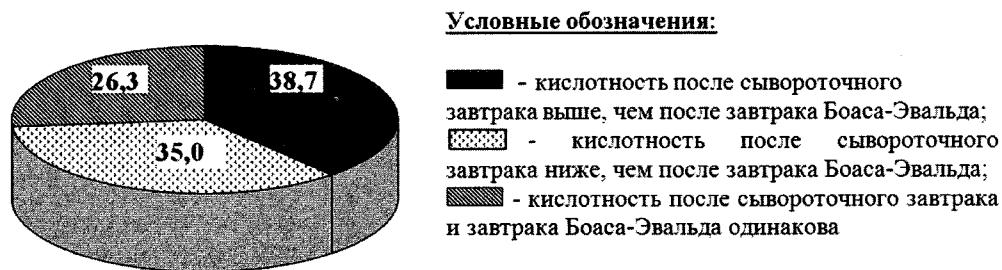 Условные обозначения:
26,3
38,7
35,0
- кислотность после сывороточного
завтрака выше, чем после завтрака Боаса-Эвальда;
- кислотность после сывороточного
завтрака ниже, чем после завтрака Боаса-Эвальда;
- кислотность после сывороточного завтрака
и завтрака Боаса-Эвальда одинакова